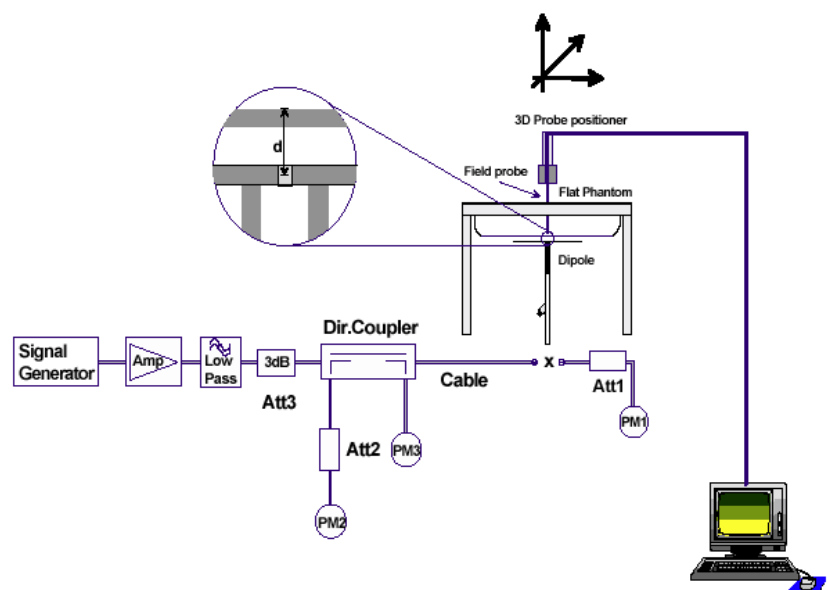 3D Probe positioner
d
Field probe
Flat Phantom
Dipole
Dir.Coupler
Signal
Generator
Amp
Low
Pass
3dB
Cable
x
Att1
Att3
PM1
Att2
PM3
PM2